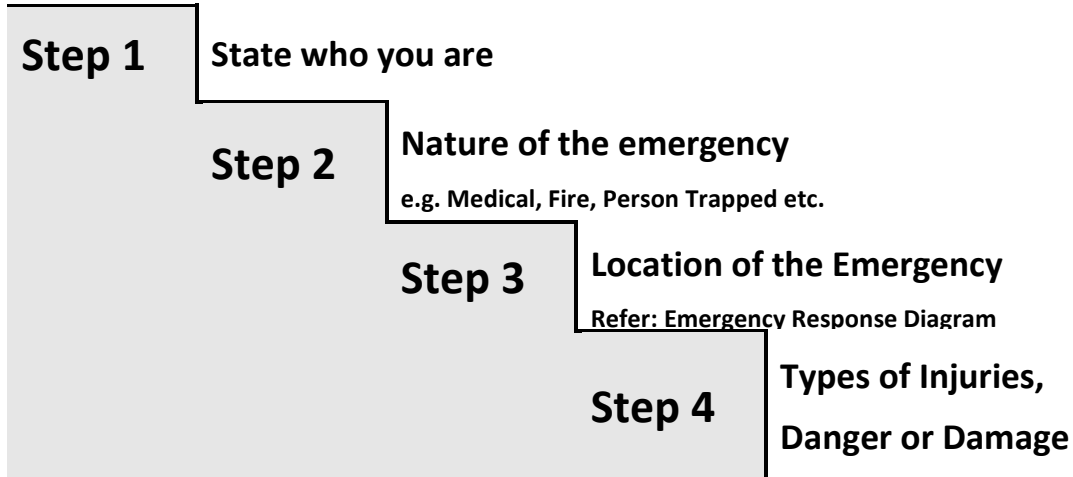 Step 1
State who you are
Step 2
Nature of the emergency
e.g. Medical, Fire, Person Trapped etc.
Step 3
Location of the Emergency
Refer: Emergency Response Diagram
Step 4
Types of Injuries,
Danger or Damage